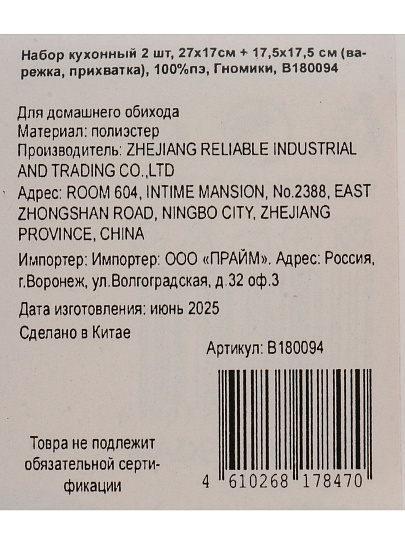 Набор кухонный 2 шт, 27х17см + 17,5х17,5 см (ва-
режка, прихватка), 100%пэ, Гномики, В180094
Для домашнего обихода
Материал: полиэстер
Производитель: ZHEJIANG RELIABLE INDUSTRIAL
AND TRADING CO.,LTD
Адрес: ROOM 604, INTIME MANSION, No.2388, EAST
ZHONGSHAN ROAD, NINGBO CITY, ZHEJIANG
PROVINCE, CHINA
Импортер: Импортер: ООО «ПРАЙМ». Адрес: Россия,
г.Воронеж, ул.Волгоградская, д.32 оф.3
Дата изготовления: июнь 2025
Сделано в Китае
Артикул: В180094
Товра не подлежит
обязательной серти-
фикации
4 610268 178470